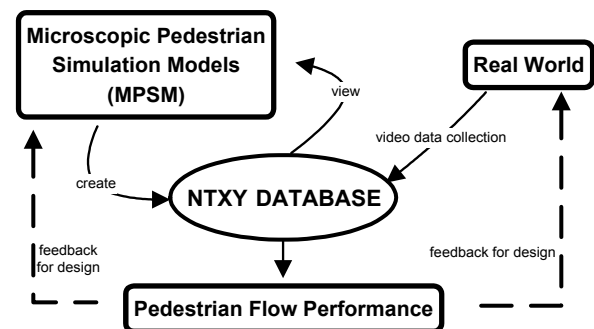 Microscopic Pedestrian
Simulation Models
(MPSM)
Real World
view
video data collection
create
NTXY DATABASE
feedback
for design
feedback for design
Pedestrian Flow Performance